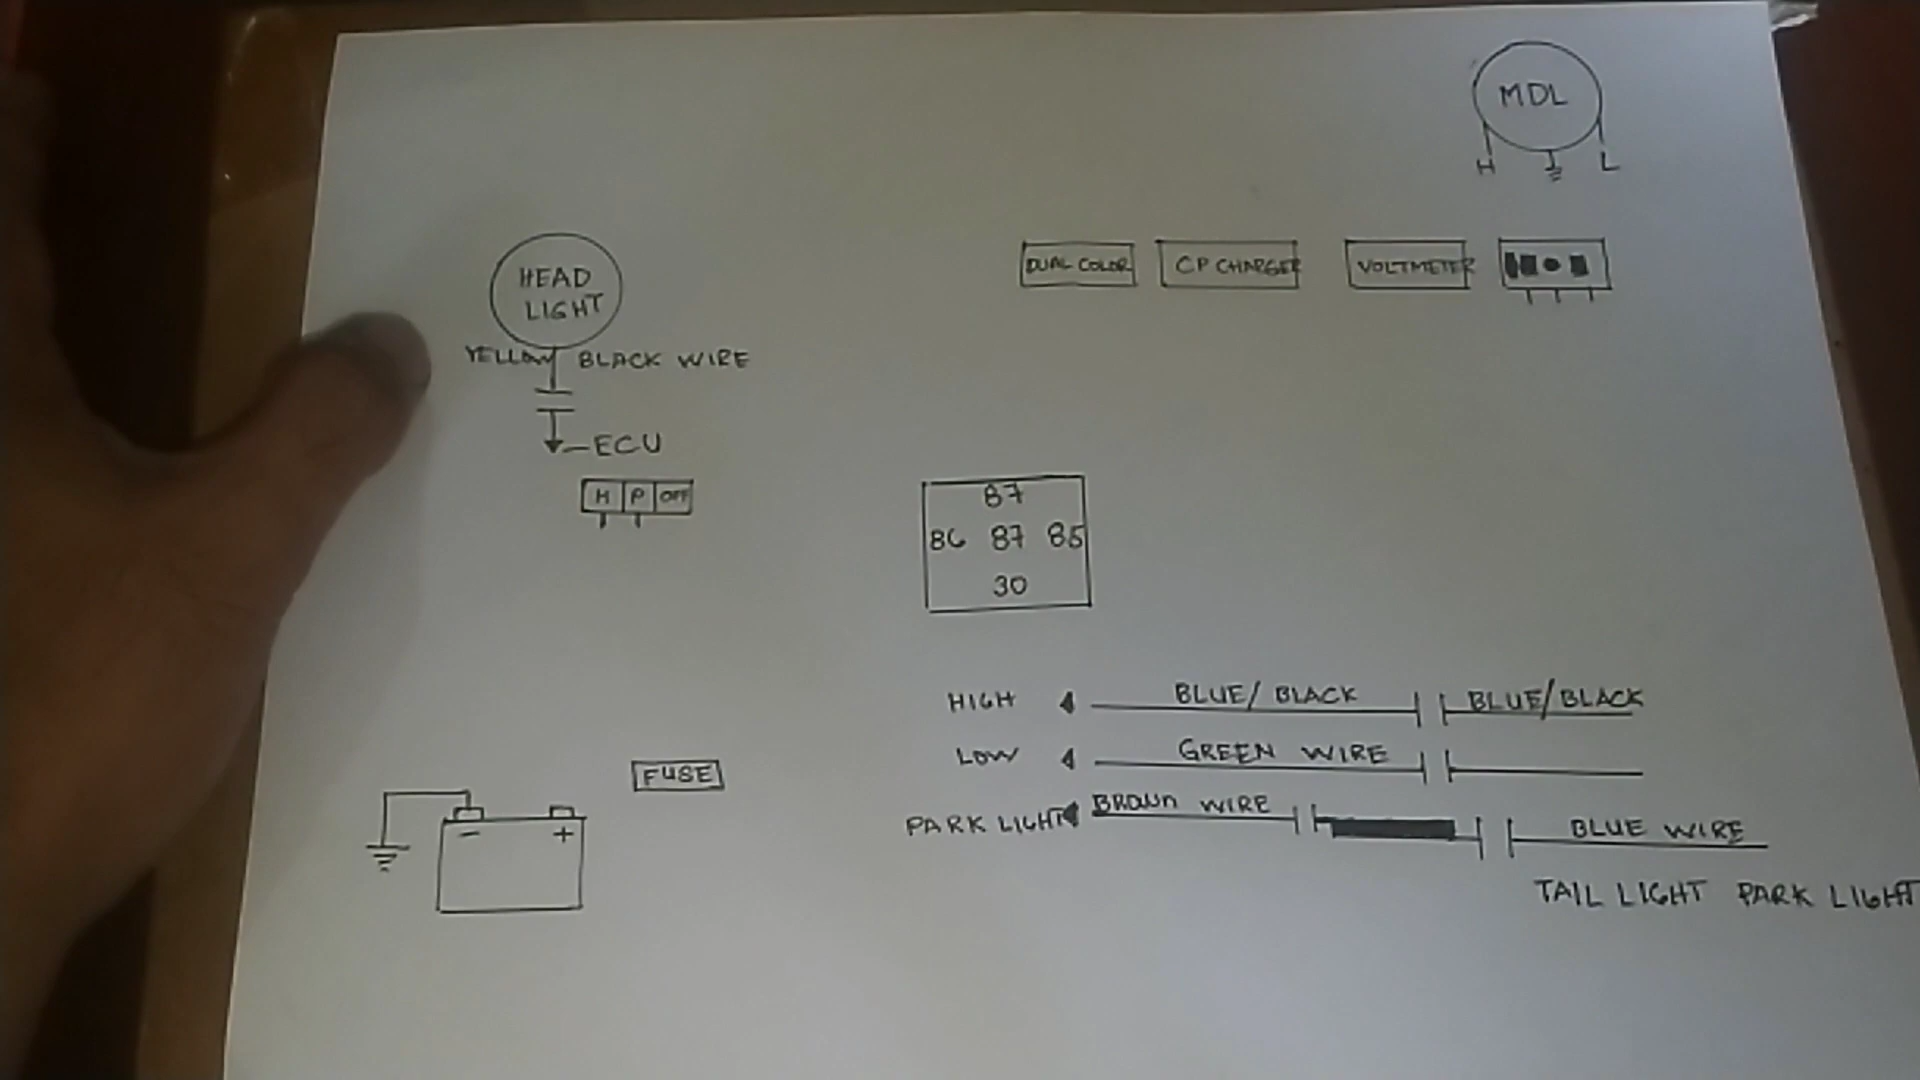 MDL
H
L
DUAL COLOR
CP CHARGER
VOLTMETER
HEAD
LIGHT
YELLOW BLACK WIRE
ECU
H P OFF
87
86 87 85
30
HIGH BLUE/BLACK BLUE/BLACK
LOW GREEN WIRE
PARK LIGHT BROWN WIRE BLUE WIRE
TAIL LIGHT PARK LIGHT
FUSE
- +